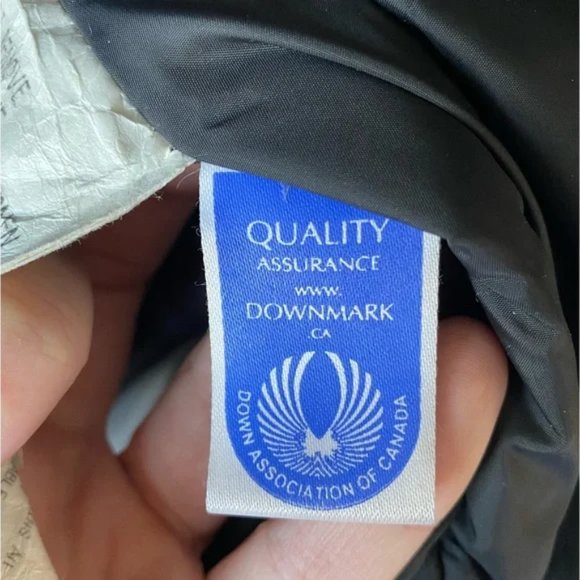 QUALITY
ASSURANCE
www.
DOWNMARK
.CA
DOWN ASSOCIATION OF CANADA